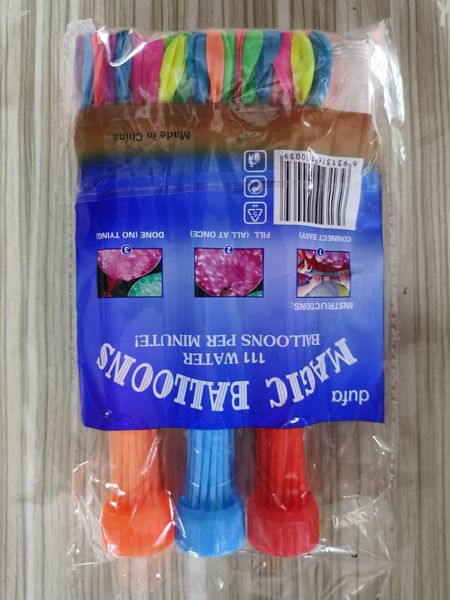 dufa
MAGIC BALLOONS
111 WATER
BALLOONS PER MINUTE!
INSTRUCTIONS:
1
2
3
CONNECT (EASY)
FILL (ALL AT ONCE)
DONE (NO TYING)
Made in China